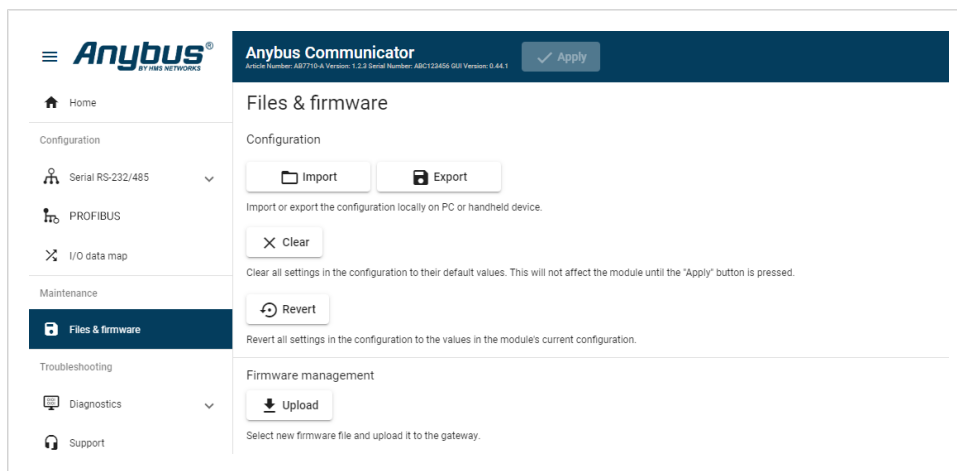 Anybus®
BY HMS NETWORKS
Anybus Communicator
Article Number: AB7710-A Version: 1.2.3 Serial Number: ABC123456 GUI Version: 0.44.1
Apply
Home
Configuration
Serial RS-232/485
PROFIBUS
I/O data map
Maintenance
Files & firmware
Troubleshooting
Diagnostics
Support
Files & firmware
Configuration
Import
Export
Import or export the configuration locally on PC or handheld device.
Clear
Clear all settings in the configuration to their default values. This will not affect the module until the "Apply" button is pressed.
Revert
Revert all settings in the configuration to the values in the module's current configuration.
Firmware management
Upload
Select new firmware file and upload it to the gateway.